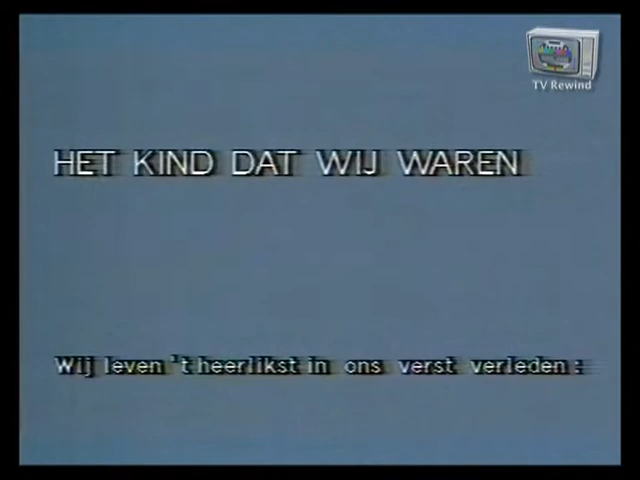 TV Rewind
HET KIND DAT WIJ WAREN
Wij leven 't heerlikst in ons verst verleden :